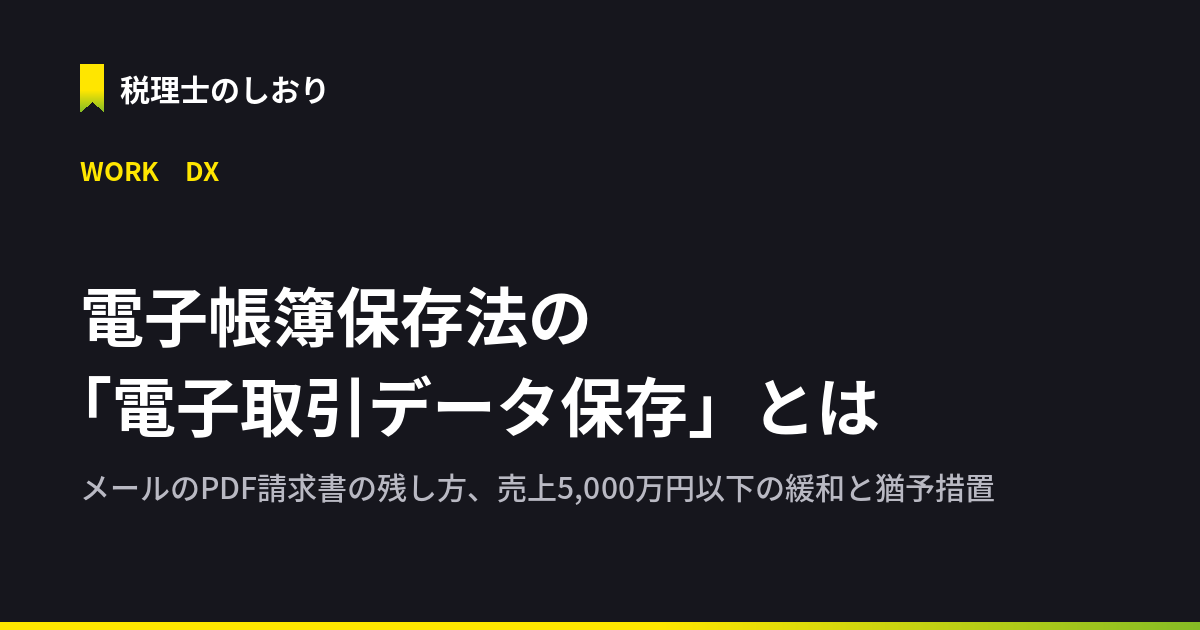 税理士のしおり
WORK DX
電子帳簿保存法の
「電子取引データ保存」とは
メールのPDF請求書の残し方、売上5,000万円以下の緩和と猶予措置